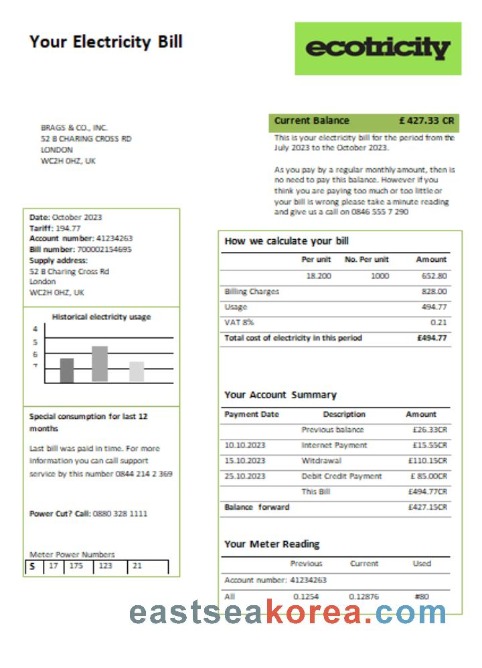 Your Electricity Bill
ecotricity
BRAGS & CO., INC.
52 B CHARING CROSS RD
LONDON
WC2H 0HZ, UK
Current Balance £ 427.33 CR
This is your electricity bill for the period from the
July 2023 to the October 2023.
As you pay by a regular monthly amount, then is
no need to pay this balance. However if you
think you are paying too much or too little or
your bill is wrong please take a minute reading
and give us a call on 0846 555 7 290
Date: October 2023
Tariff: 194.77
Account number: 41234263
Bill number: 700002154695
Supply address:
52 B Charing Cross Rd
London
WC2H 0HZ, UK
Historical electricity usage
4
5
6
Special consumption for last 12
months
Last bill was paid in time. For more
information you can call support
service by this number 0844 214 2 369
Power Cut? Call: 0880 328 1111
Meter Power Numbers
S 17 175 123 21
How we calculate your bill
Per unit No. Per unit Amount
18.200 1000 652.80
Billing Charges 828.00
Usage 494.77
VAT 8% 0.21
Total cost of electricity in this period £494.77
Your Account Summary
Payment Date Description Amount
Previous balance £26.33CR
10.10.2023 Internet Payment £15.55CR
15.10.2023 Witdrawal £110.15CR
25.10.2023 Debit Credit Payment £ 85.00CR
This Bill £494.77CR
Balance forward £427.15CR
Your Meter Reading
Previous Current Used
Account number: 41234263
All 0.1254 0.12876 #80
eastseakorea.com